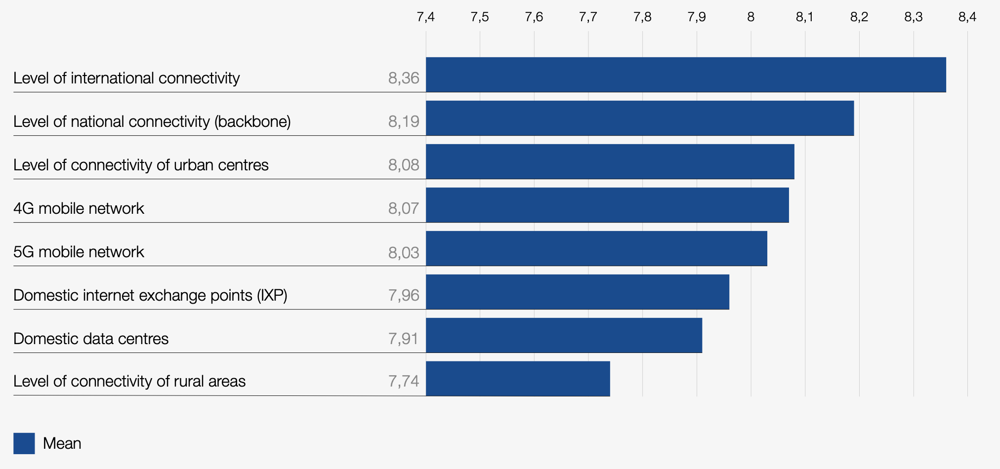 7,4 7,5 7,6 7,7 7,8 7,9 8 8,1 8,2 8,3 8,4
Level of international connectivity 8,36
Level of national connectivity (backbone) 8,19
Level of connectivity of urban centres 8,08
4G mobile network 8,07
5G mobile network 8,03
Domestic internet exchange points (IXP) 7,96
Domestic data centres 7,91
Level of connectivity of rural areas 7,74
Mean